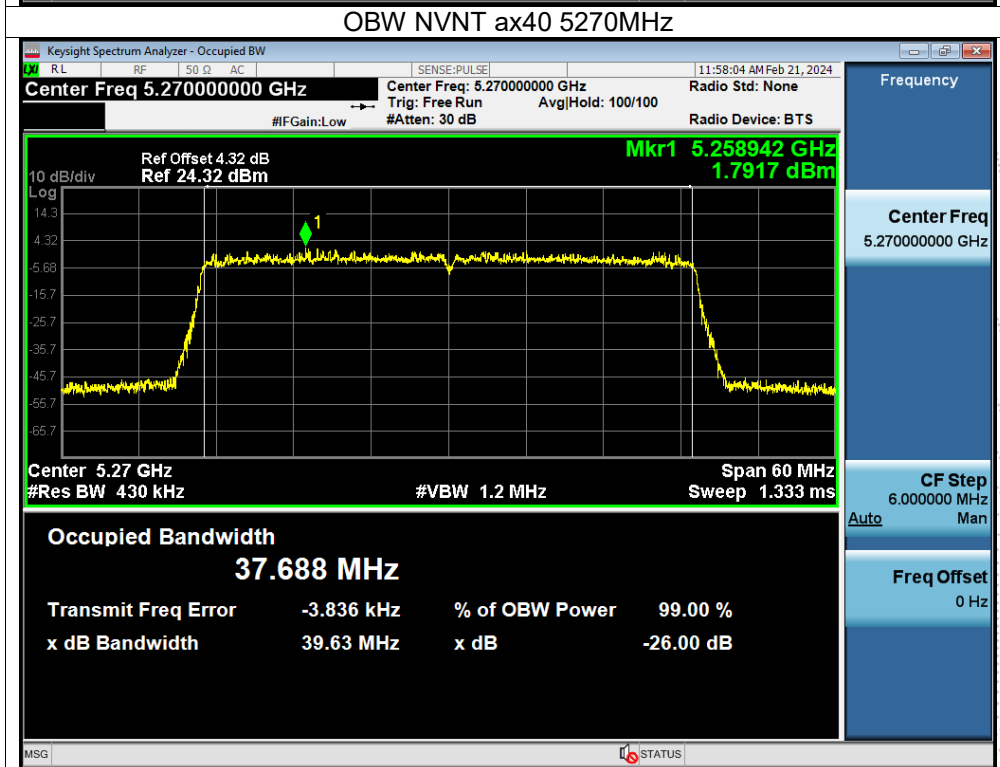 OBW NVNT ax40 5270MHz
Keysight Spectrum Analyzer - Occupied BW
LXI RL RF 50 Ω AC SENSE:PULSE 11:58:04 AM Feb 21, 2024
Center Freq 5.270000000 GHz Center Freq: 5.270000000 GHz Radio Std: None
Trig: Free Run Avg|Hold: 100/100
#IFGain:Low #Atten: 30 dB Radio Device: BTS
Mkr1 5.258942 GHz
1.7917 dBm
Ref Offset 4.32 dB
10 dB/div Ref 24.32 dBm
Log
14.3
4.32
-5.68
-15.7
-25.7
-35.7
-45.7
-55.7
-65.7
1
Center 5.27 GHz Span 60 MHz
#Res BW 430 kHz #VBW 1.2 MHz Sweep 1.333 ms
Occupied Bandwidth
37.688 MHz
Transmit Freq Error -3.836 kHz % of OBW Power 99.00 %
x dB Bandwidth 39.63 MHz x dB -26.00 dB
Frequency
Center Freq
5.270000000 GHz
CF Step
6.000000 MHz
Auto Man
Freq Offset
0 Hz
MSG STATUS